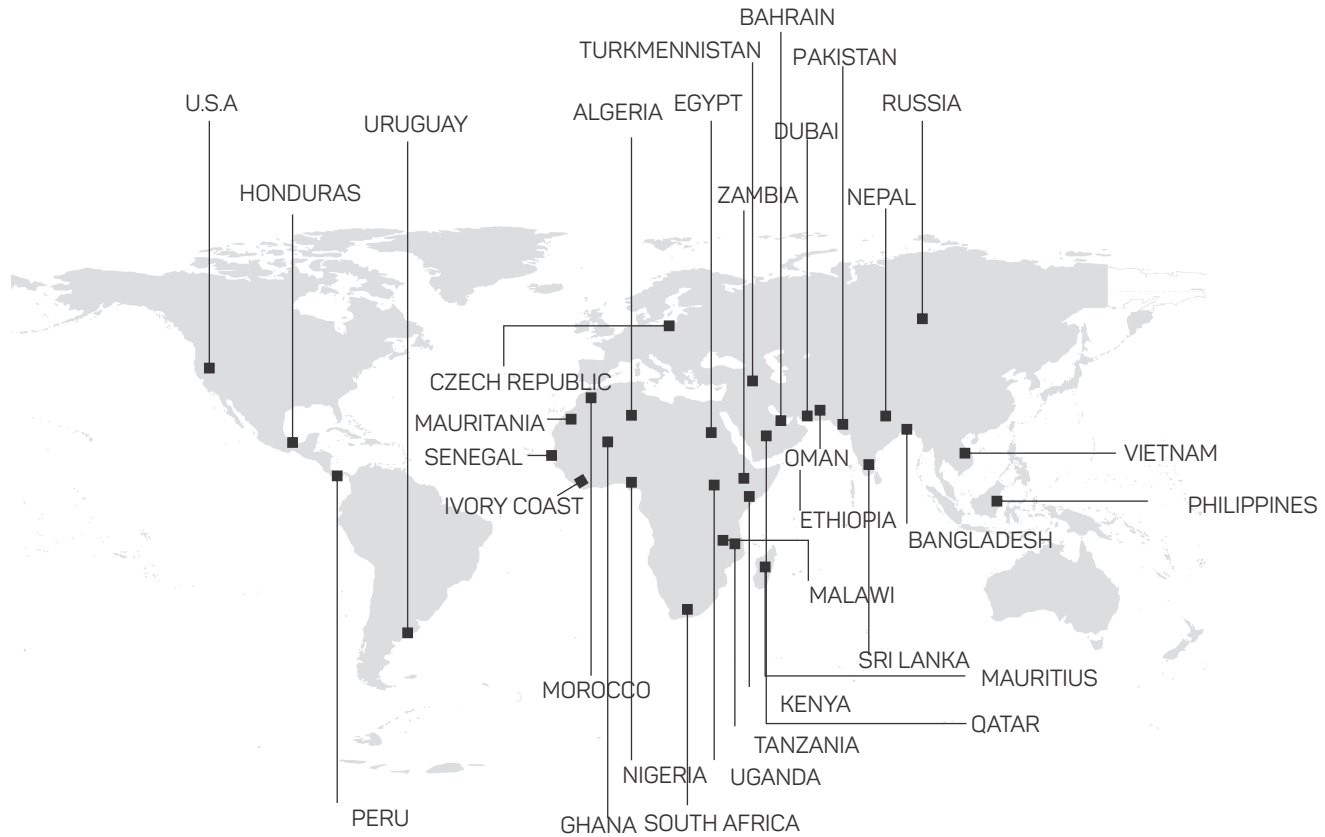 BAHRAIN
TURKMENNISTAN
PAKISTAN
U.S.A
ALGERIA
EGYPT
RUSSIA
URUGUAY
DUBAI
HONDURAS
ZAMBIA
NEPAL
CZECH REPUBLIC
MAURITANIA
SENEGAL
OMAN
VIETNAM
IVORY COAST
ETHIOPIA
PHILIPPINES
BANGLADESH
MALAWI
SRI LANKA
MAURITIUS
MOROCCO
KENYA
QATAR
TANZANIA
NIGERIA
UGANDA
PERU
GHANA
SOUTH AFRICA